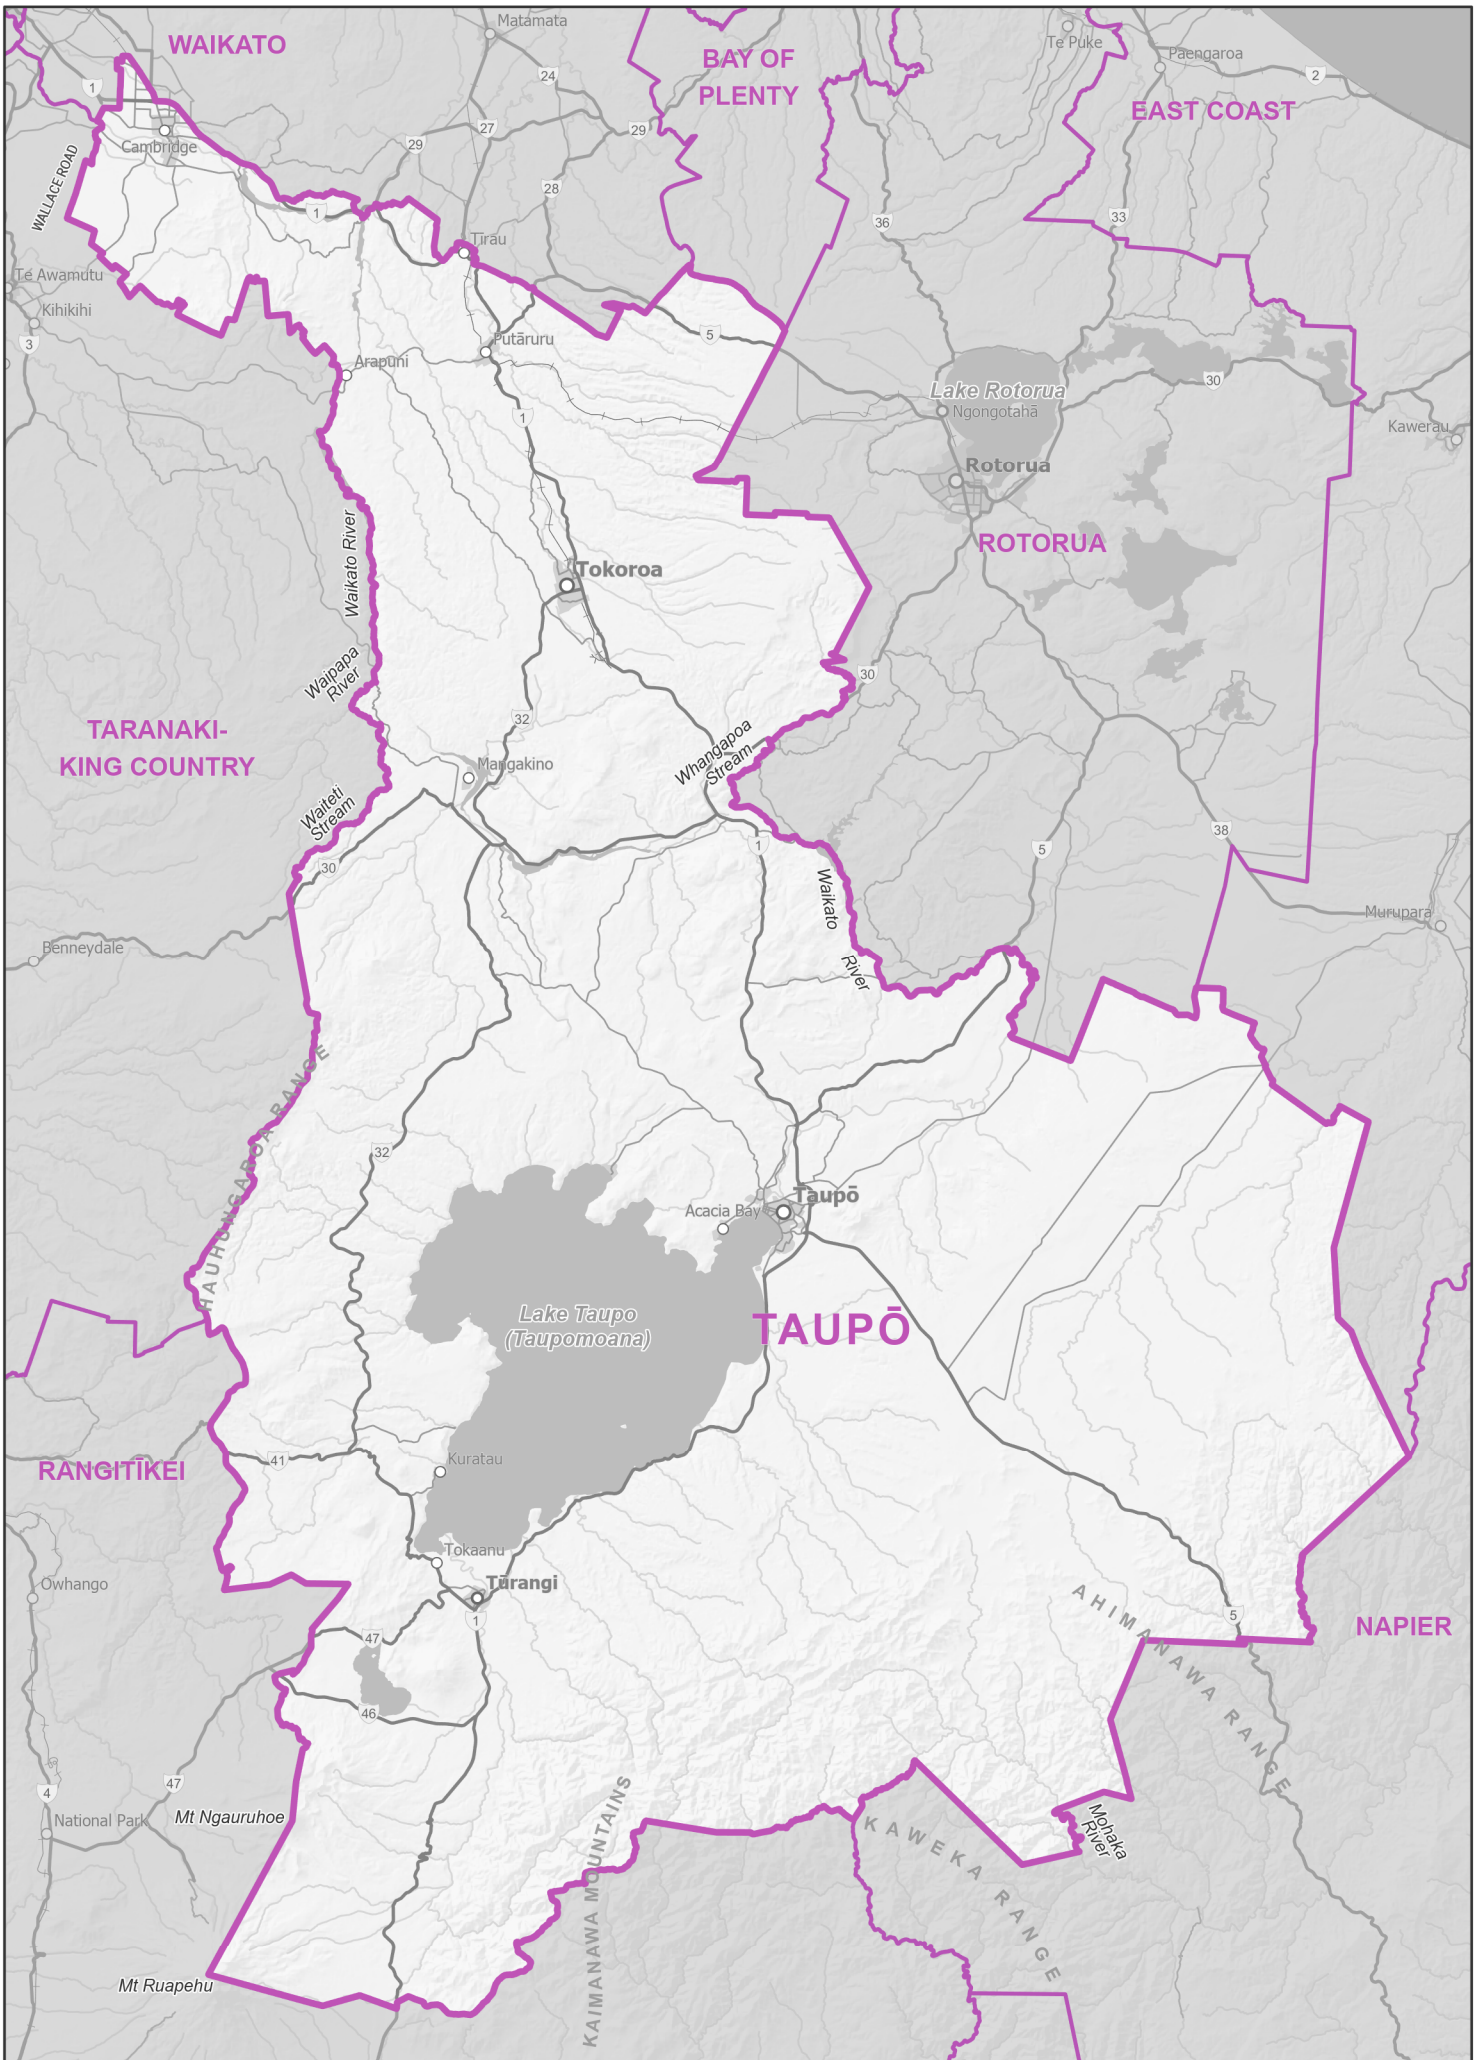 Matamata
WAIKATO
Te Puke
BAY OF
PLENTY
Paengaroa
24
2
1
EAST COAST
27
29
29
Cambridge
WALLACE ROAD
28
1
36
33
Tīrau
Te Awamutu
Kihikihi
3
Putāruru
5
Arapuni
30
Lake Rotorua
Ngongotahā
1
Kawerau
Rotorua
Waikato River
ROTORUA
Tokoroa
Waipapa
River
30
TARANAKI-
KING COUNTRY
32
Whangapoa
Stream
Mangakino
Waiteti
Stream
38
1
5
30
Waikato
River
Murupara
Benneydale
HAUHUNGAROA RANGE
32
Taupō
Acacia Bay
Lake Taupo
(Taupomoana)
TAUPŌ
Kuratau
41
RANGITĪKEI
Tokaanu
Tūrangi
Owhango
1
5
AHIMANAWA RANGE
NAPIER
47
46
47
4
National Park
Mt Ngauruhoe
KAWEKA RANGE
Mohaka
River
KAIMANAWA MOUNTAINS
Mt Ruapehu